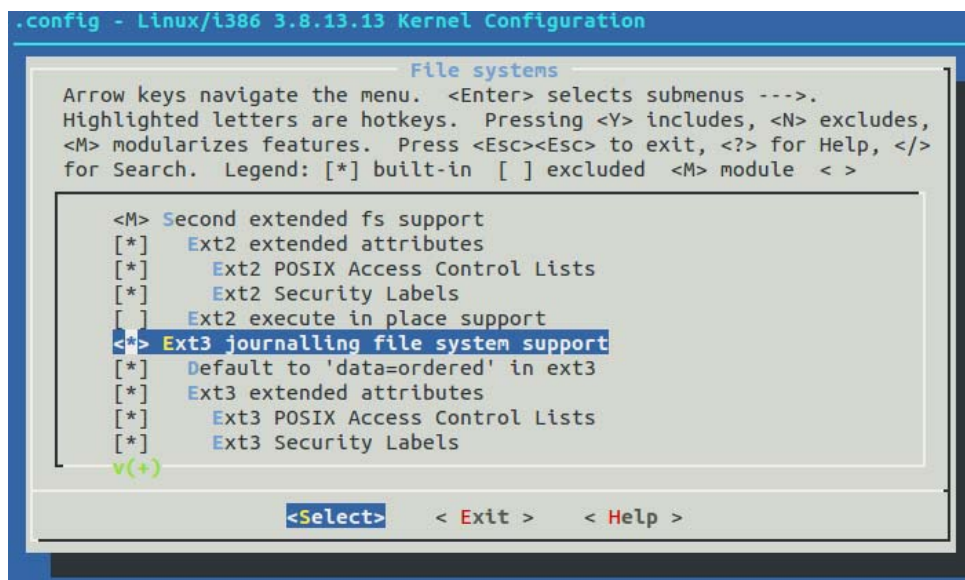 .config - Linux/i386 3.8.13.13 Kernel Configuration
File systems
Arrow keys navigate the menu.  <Enter> selects submenus --->.
Highlighted letters are hotkeys.  Pressing <Y> includes, <N> excludes,
<M> modularizes features.  Press <Esc><Esc> to exit, <?> for Help, </>
for Search.  Legend: [*] built-in  [ ] excluded  <M> module  < >
<M> Second extended fs support
[*]   Ext2 extended attributes
[*]     Ext2 POSIX Access Control Lists
[*]     Ext2 Security Labels
[ ]   Ext2 execute in place support
<*> Ext3 journalling file system support
[*]   Default to 'data=ordered' in ext3
[*]   Ext3 extended attributes
[*]     Ext3 POSIX Access Control Lists
[*]     Ext3 Security Labels
v(+)
<Select>    < Exit >    < Help >